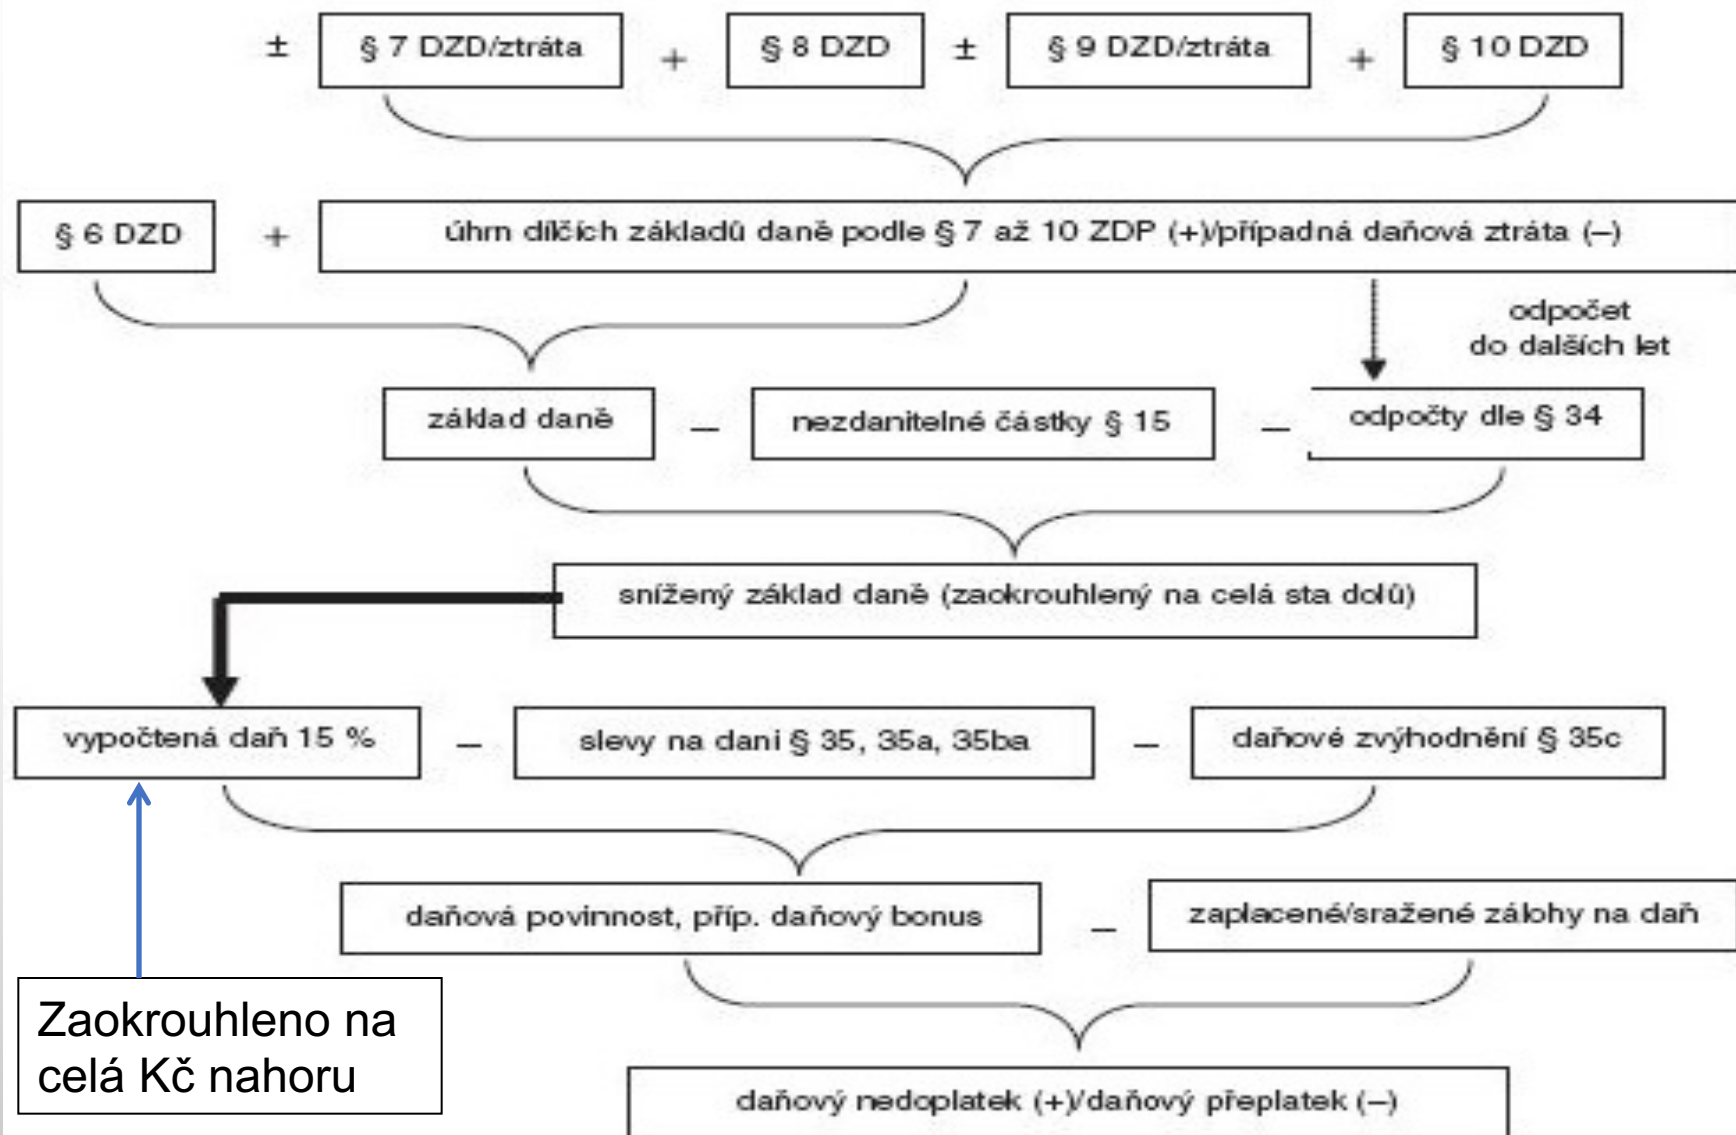 ± § 7 DZD/ztráta + § 8 DZD ± § 9 DZD/ztráta + § 10 DZD
§ 6 DZD + úhrn dílčích základů daně podle § 7 až 10 ZDP (+)/případná daňová ztráta (–)
odpočet
do dalších let
základ daně – nezdanitelné částky § 15 – odpočty dle § 34
snížený základ daně (zaokrouhlený na celá sta dolů)
vypočtená daň 15 % – slevy na dani § 35, 35a, 35ba – daňové zvýhodnění § 35c
daňová povinnost, příp. daňový bonus – zaplacené/sražené zálohy na daň
Zaokrouhleno na
celá Kč nahoru
daňový nedoplatek (+)/daňový přeplatek (–)